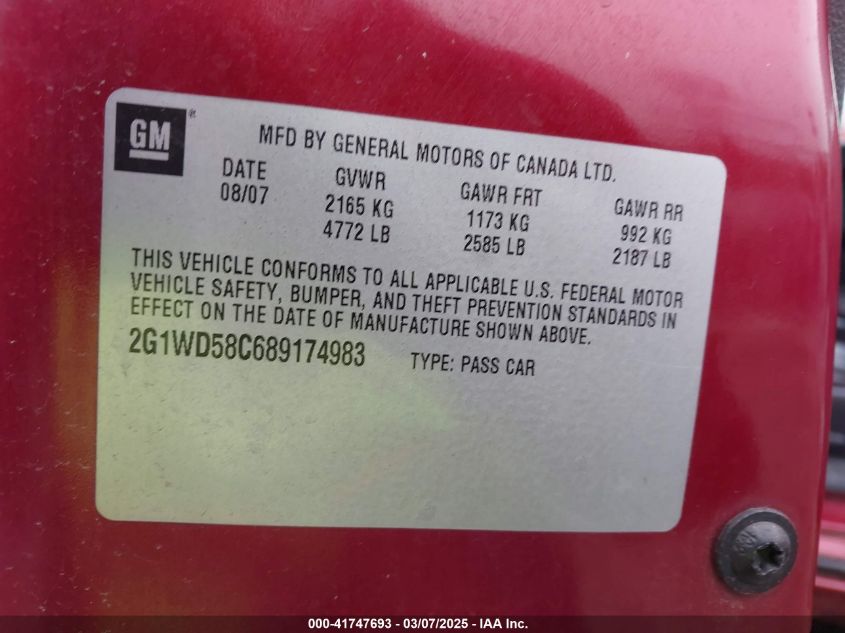 GM
MFD BY GENERAL MOTORS OF CANADA LTD.
DATE GVWR GAWR FRT GAWR RR
08/07 2165 KG 1173 KG 992 KG
4772 LB 2585 LB 2187 LB
THIS VEHICLE CONFORMS TO ALL APPLICABLE U.S. FEDERAL MOTOR
VEHICLE SAFETY, BUMPER, AND THEFT PREVENTION STANDARDS IN
EFFECT ON THE DATE OF MANUFACTURE SHOWN ABOVE.
2G1WD58C689174983 TYPE: PASS CAR
000-41747693 - 03/07/2025 - IAA Inc.